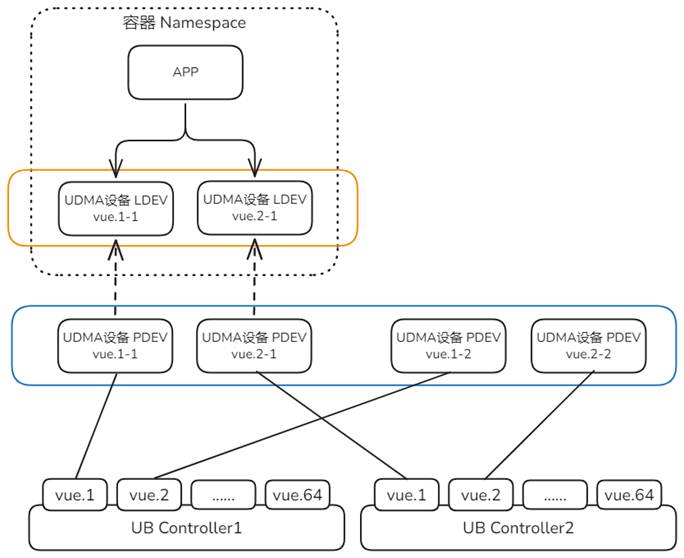 容器 Namespace
APP
UDMA设备 LDEV
vue.1-1
UDMA设备 LDEV
vue.2-1
UDMA设备 PDEV
vue.1-1
UDMA设备 PDEV
vue.2-1
UDMA设备 PDEV
vue.1-2
UDMA设备 PDEV
vue.2-2
vue.1
vue.2
......
vue.64
UB Controller1
vue.1
vue.2
......
vue.64
UB Controller2